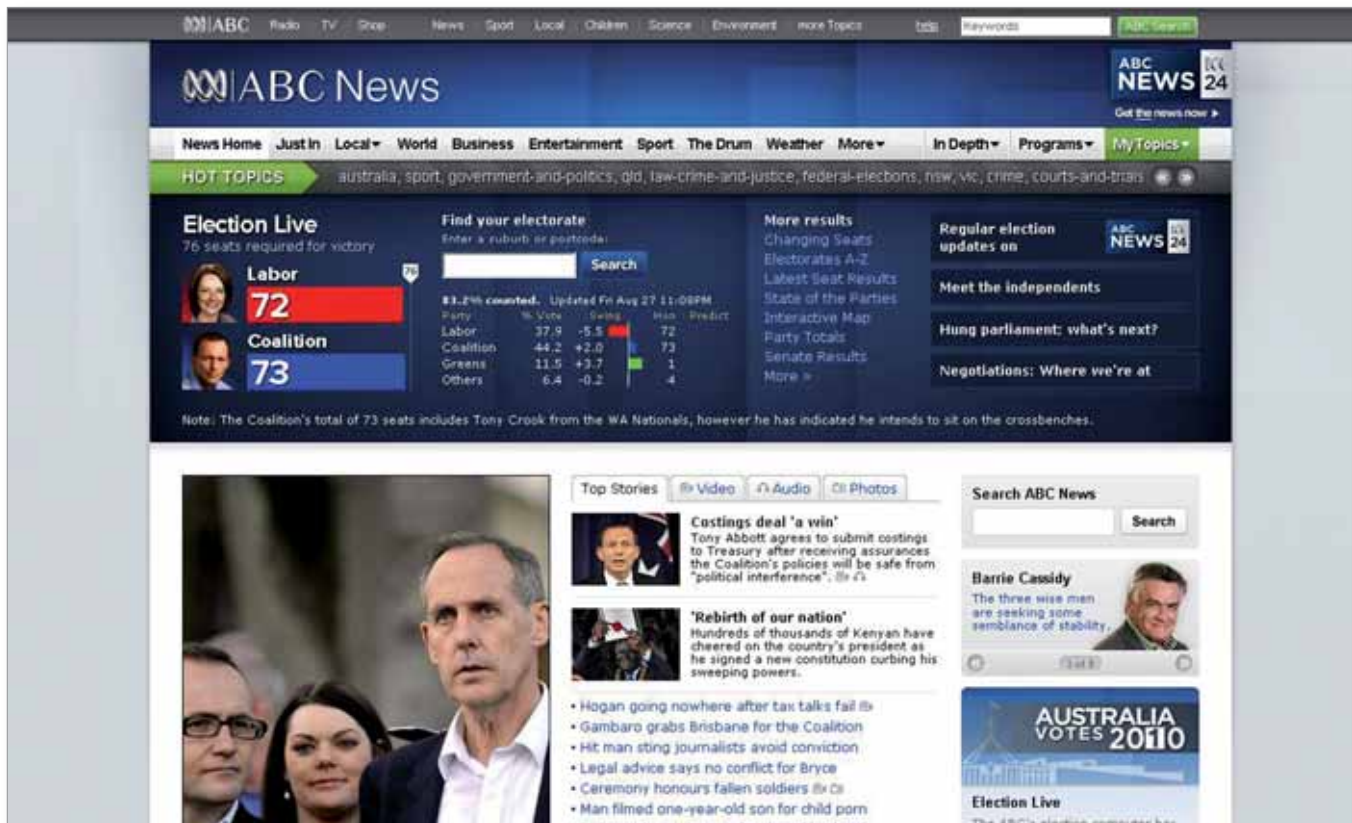 ABC Radio TV Shop News Sport Local Children Science Environment more Topics help Keywords ABC Search
ABC News
ABC NEWS 24
Get the news now
News Home Just In Local World Business Entertainment Sport The Drum Weather More In Depth Programs My Topics
HOT TOPICS australia, sport, government-and-politics, qld, law-crime-and-justice, federal-elections, nsw, vic, crime, courts-and-trials
Election Live
76 seats required for victory
76
Labor
72
Coalition
73
Find your electorate
Enter a suburb or postcode:
Search
83.2% counted. Updated Fri Aug 27 11:08PM
Party % Vote Swing Won Predict
Labor 37.9 -5.5 72
Coalition 44.2 +2.0 73
Greens 11.5 +3.7 1
Others 6.4 -0.2 4
More results
Changing Seats
Electorates A-Z
Latest Seat Results
State of the Parties
Interactive Map
Party Totals
Senate Results
More »
Regular election
updates on
ABC NEWS 24
Meet the independents
Hung parliament: what's next?
Negotiations: Where we're at
Note: The Coalition's total of 73 seats includes Tony Crook from the WA Nationals, however he has indicated he intends to sit on the crossbenches.
Top Stories Video Audio Photos
Costings deal 'a win'
Tony Abbott agrees to submit costings
to Treasury after receiving assurances
the Coalition's policies will be safe from
"political interference".
'Rebirth of our nation'
Hundreds of thousands of Kenyan have
cheered on the country's president as
he signed a new constitution curbing his
sweeping powers.
• Hogan going nowhere after tax talks fail
• Gambaro grabs Brisbane for the Coalition
• Hit man sting journalists avoid conviction
• Legal advice says no conflict for Bryce
• Ceremony honours fallen soldiers
• Man filmed one-year-old son for child porn
Search ABC News
Search
Barrie Cassidy
The three wise men
are seeking some
semblance of stability.
AUSTRALIA
VOTES 2010
Election Live
The ABC's election computer has